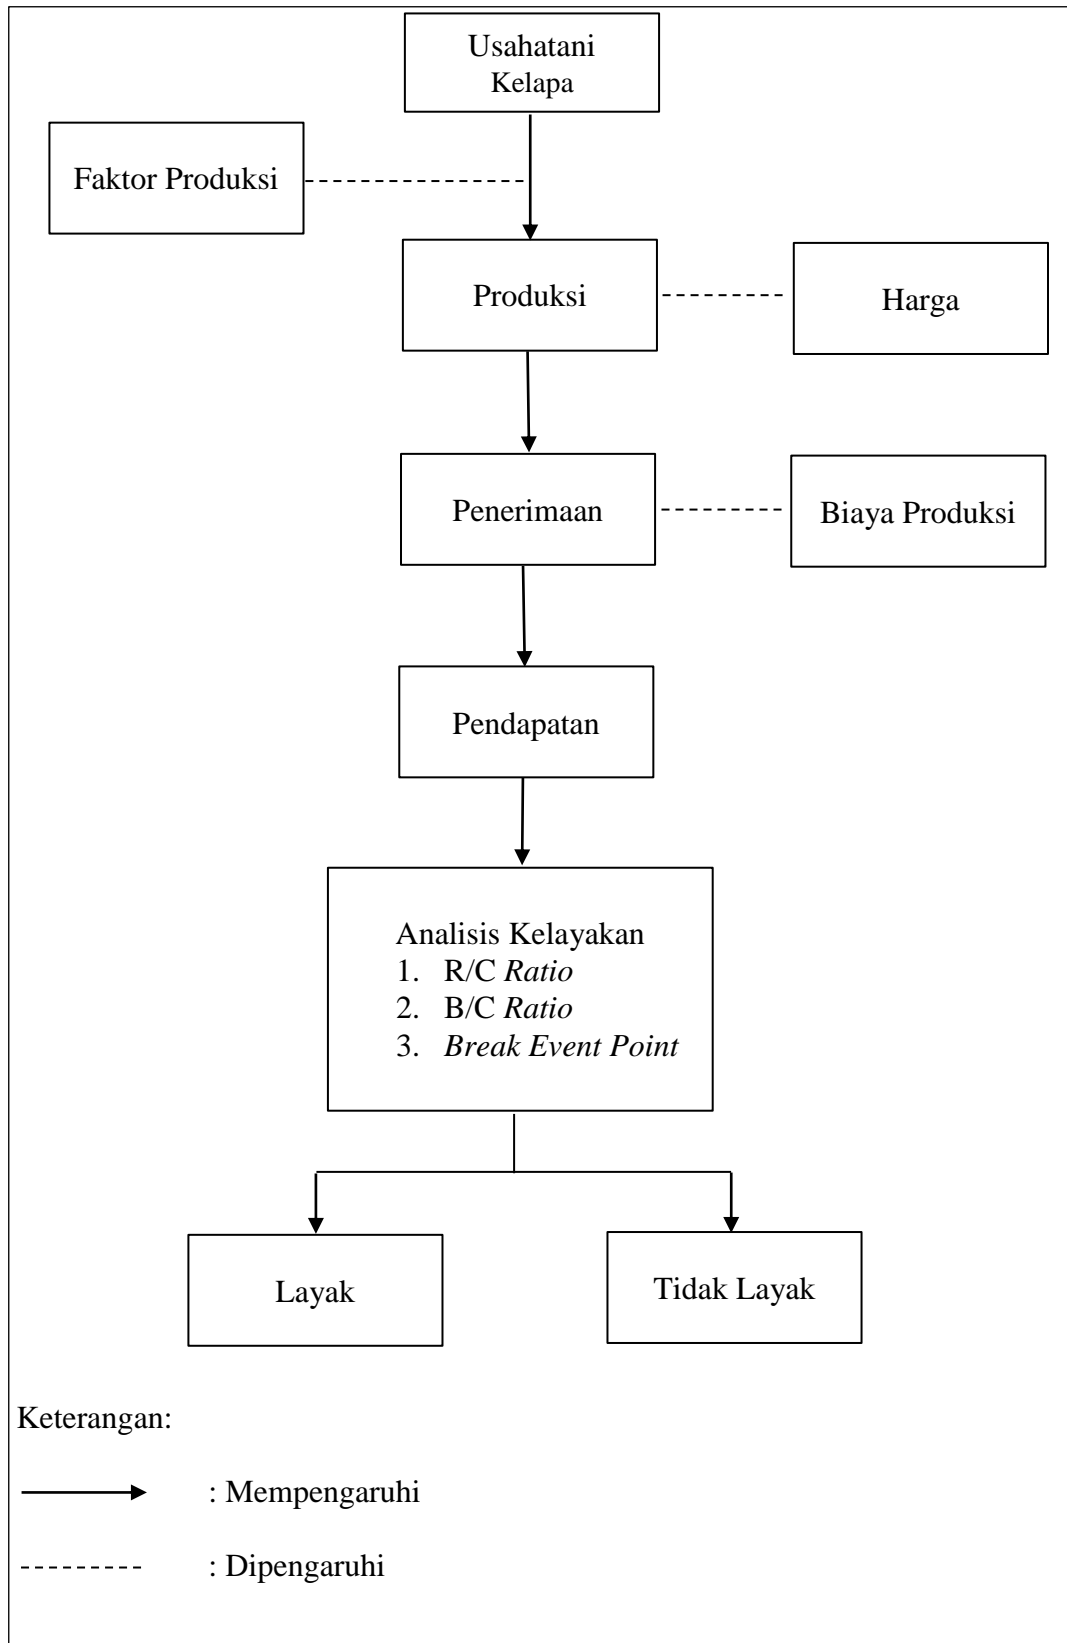 Usahatani
Kelapa
Faktor Produksi
Produksi
Harga
Penerimaan
Biaya Produksi
Pendapatan
Analisis Kelayakan
1. R/C Ratio
2. B/C Ratio
3. Break Event Point
Layak
Tidak Layak
Keterangan:
: Mempengaruhi
: Dipengaruhi